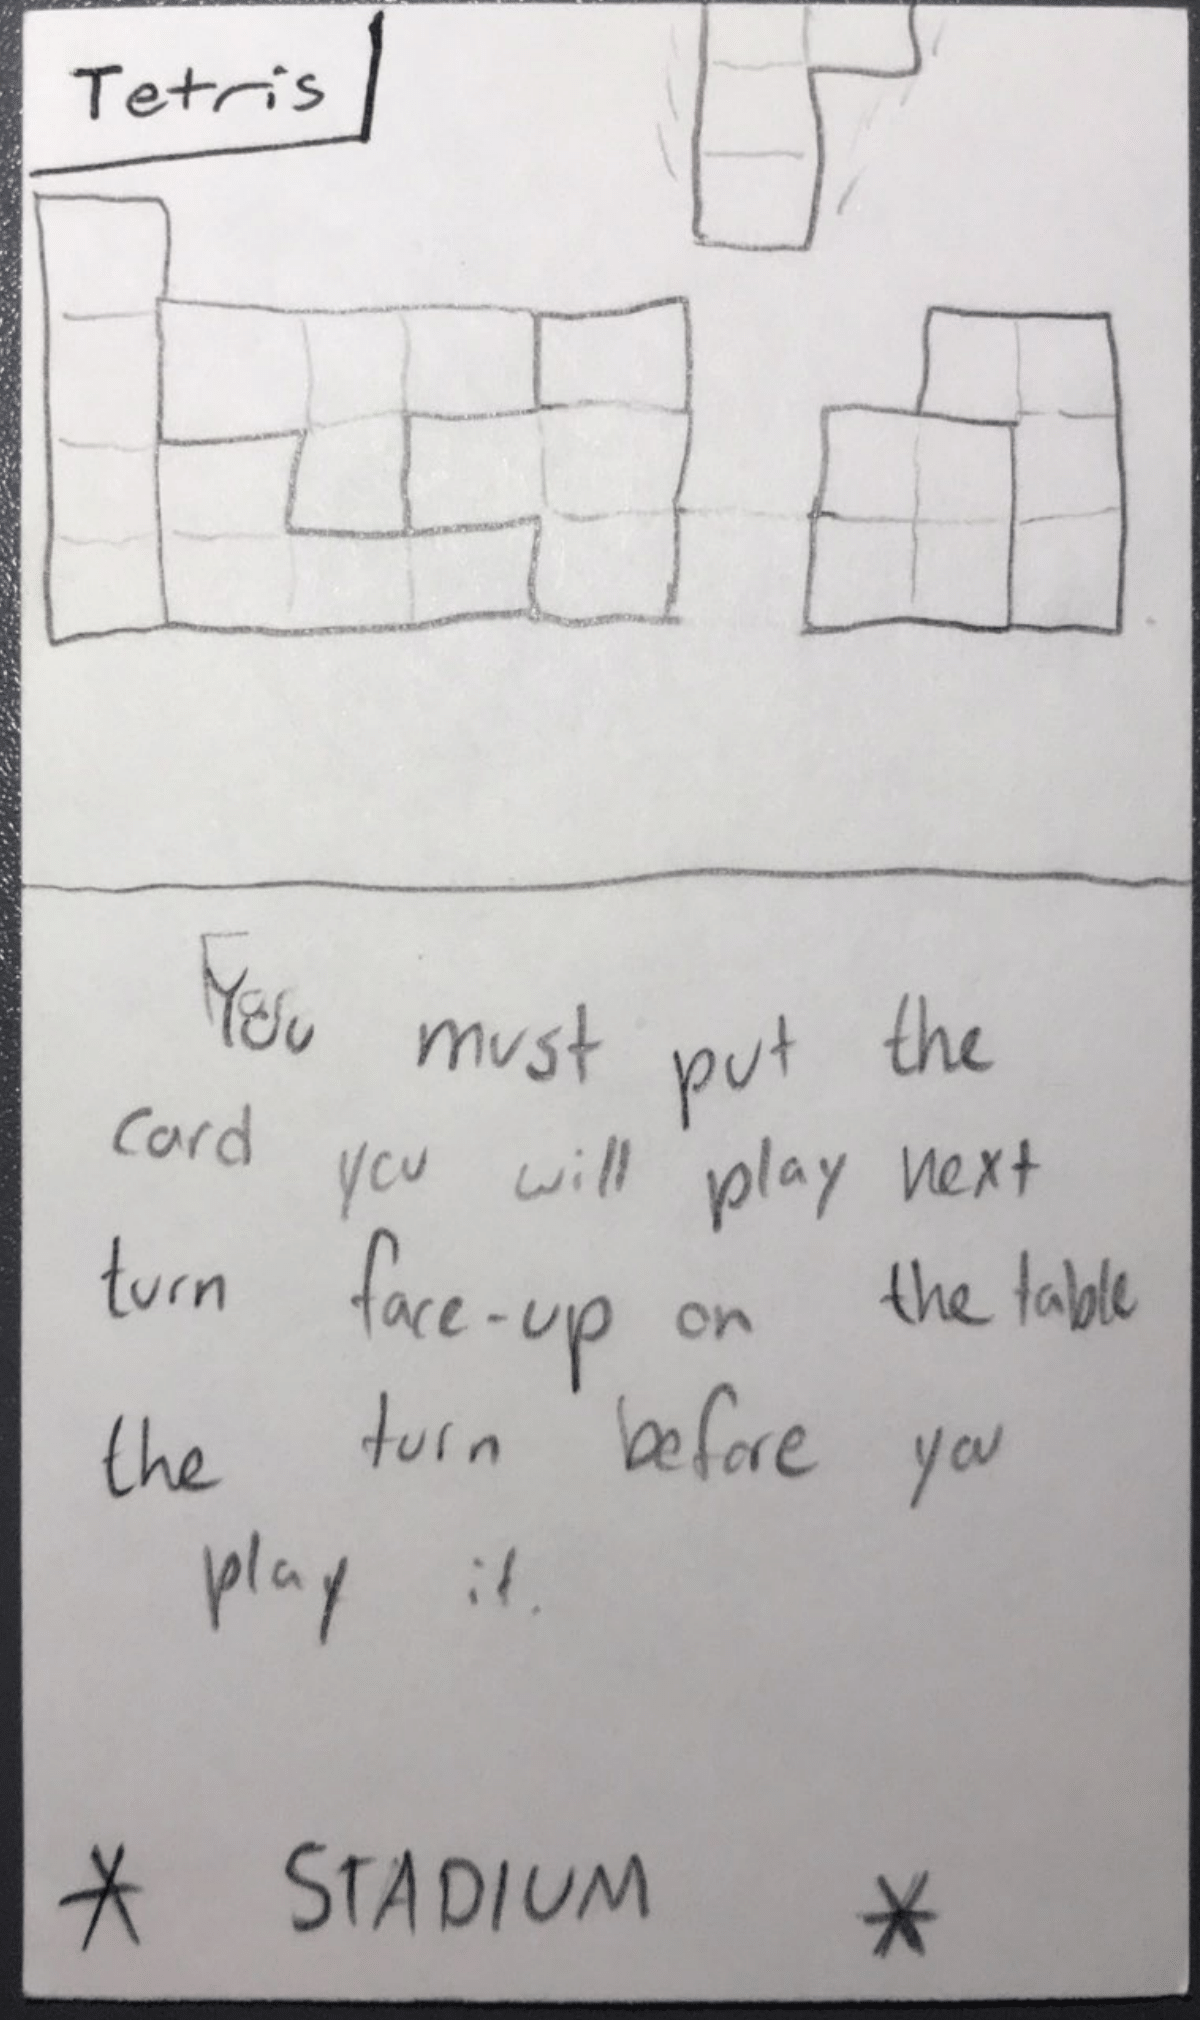 Tetris
You must put the
card you will play next
turn face-up on the table
the turn before you
play it.
* STADIUM *